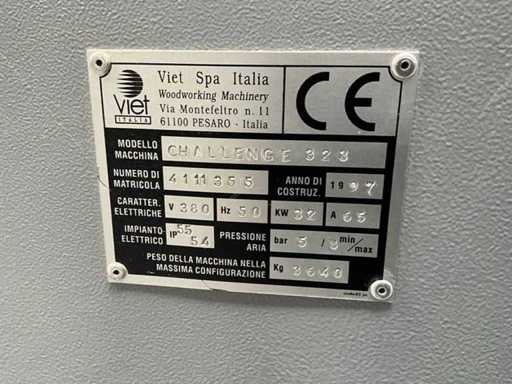 Viet Spa Italia
Woodworking Machinery
Via Montefeltro n. 11
61100 PESARO - Italia
viet
ITALIA
CE
MODELLO MACCHINA CHALLENGE 323
NUMERO DI MATRICOLA 4111355 ANNO DI COSTRUZ. 1997
CARATTER. ELETTRICHE V 380 Hz 50 KW 32 A 65
IMPIANTO ELETTRICO IP 55 54 PRESSIONE ARIA bar 5 / 8 min/max
PESO DELLA MACCHINA NELLA MASSIMA CONFIGURAZIONE Kg 3640